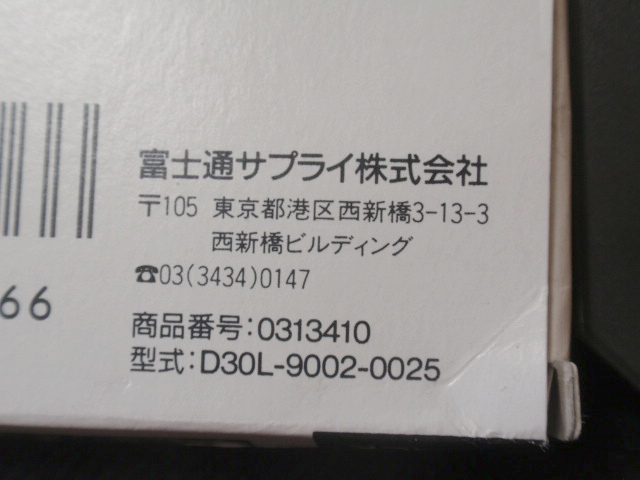 富士通サプライ株式会社
〒105 東京都港区西新橋3-13-3
西新橋ビルディング
☎03(3434)0147
66
商品番号:0313410
型式:D30L-9002-0025